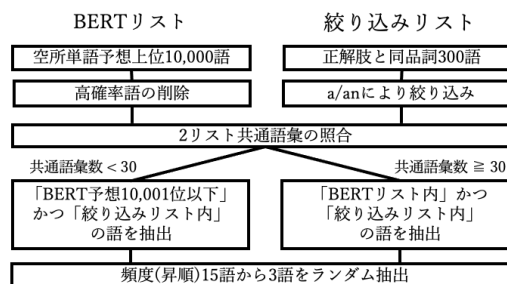 BERTリスト
絞り込みリスト
空所単語予想上位10,000語
正解肢と同品詞300語
高確率語の削除
a/anにより絞り込み
2リスト共通語彙の照合
共通語彙数 < 30
共通語彙数 ≧ 30
「BERT予想10,001位以下」
かつ「絞り込みリスト内」
の語を抽出
「BERTリスト内」かつ
「絞り込みリスト内」
の語を抽出
頻度(昇順)15語から3語をランダム抽出